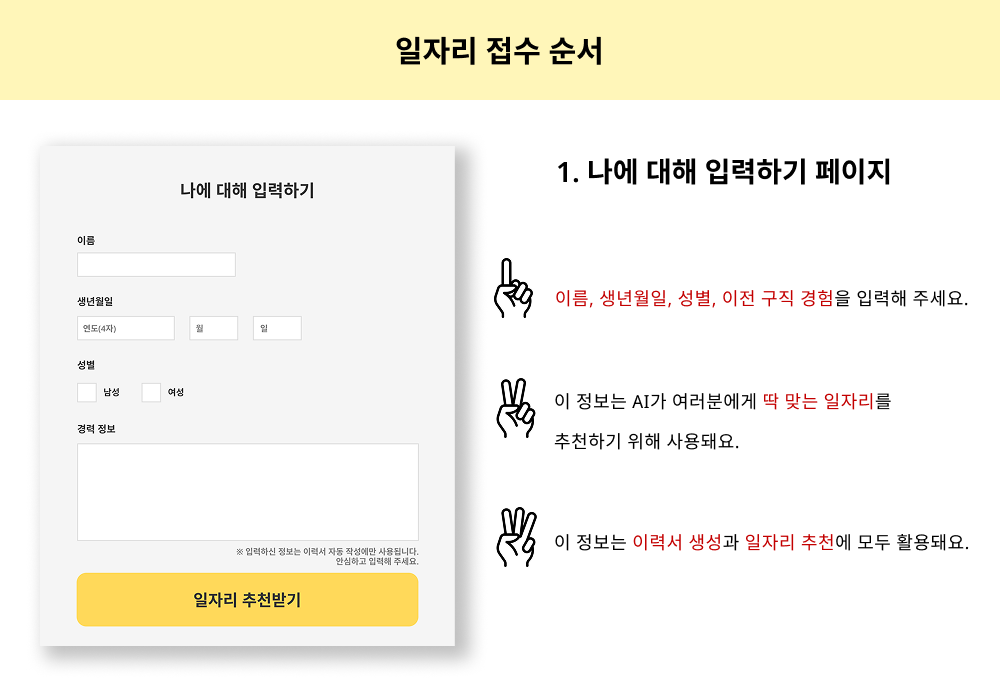 일자리 접수 순서
나에 대해 입력하기
이름
생년월일
연도(4자) 월 일
성별
남성 여성
경력 정보
※ 입력하신 정보는 이력서 자동 작성에만 사용됩니다.
안심하고 입력해 주세요.
일자리 추천받기
1. 나에 대해 입력하기 페이지
이름, 생년월일, 성별, 이전 구직 경험을 입력해 주세요.
이 정보는 AI가 여러분에게 딱 맞는 일자리를
추천하기 위해 사용돼요.
이 정보는 이력서 생성과 일자리 추천에 모두 활용돼요.